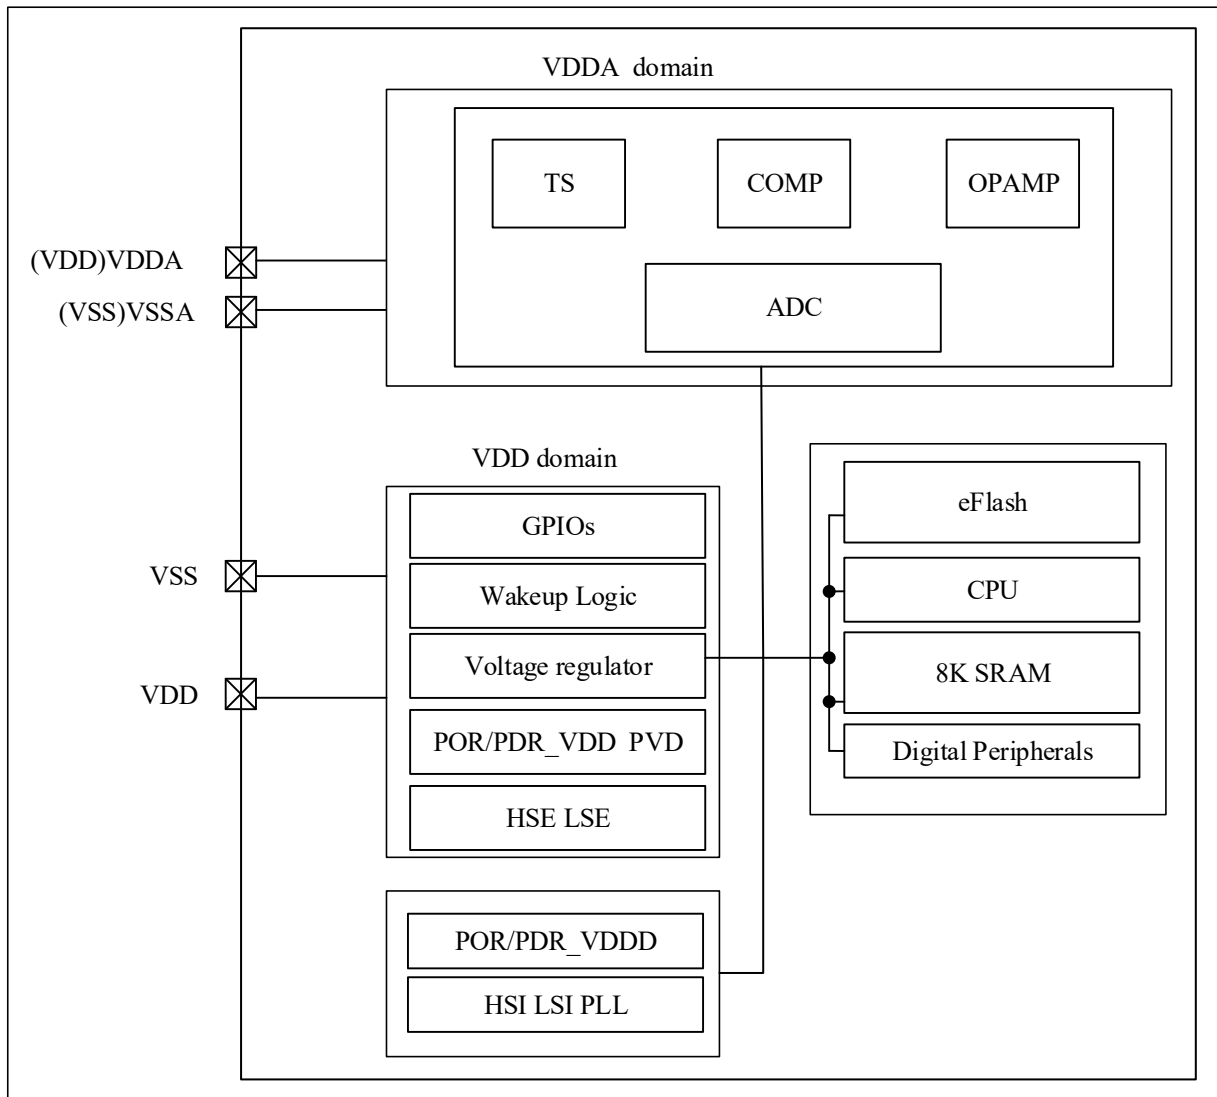 VDDA domain
TS
COMP
OPAMP
(VDD)VDDA
(VSS)VSSA
ADC
VDD domain
GPIOs
Wakeup Logic
Voltage regulator
POR/PDR_VDD PVD
HSE LSE
VSS
VDD
eFlash
CPU
8K SRAM
Digital Peripherals
POR/PDR_VDDD
HSI LSI PLL